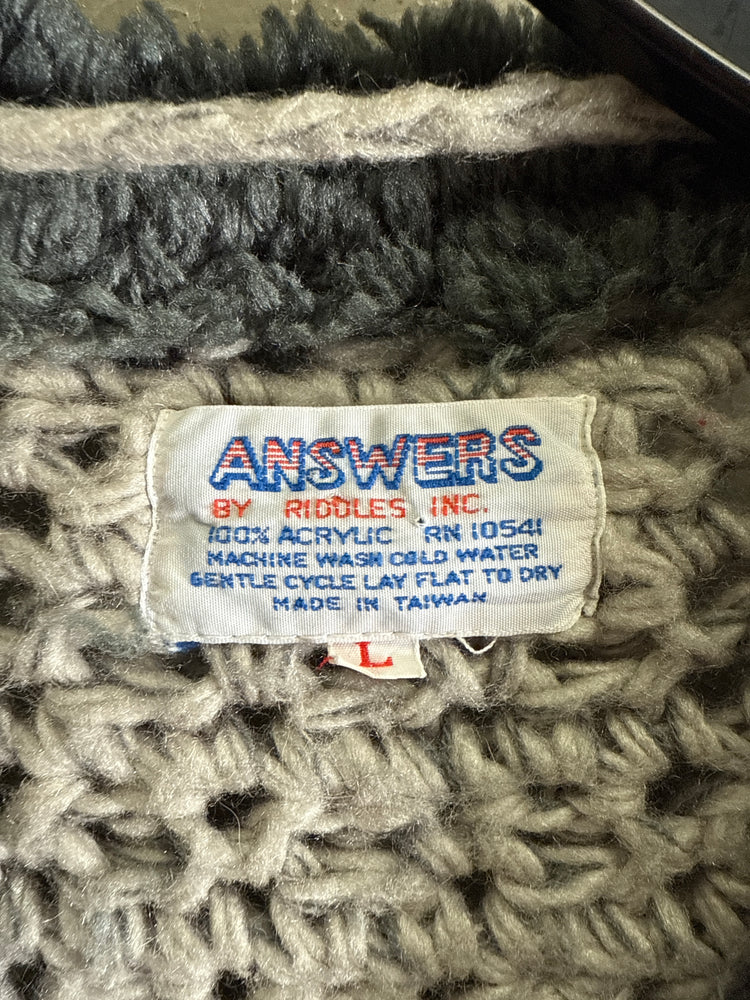 ANSWERS
BY RIDDLES INC.
100% ACRYLIC RN 10541
MACHINE WASH COLD WATER
GENTLE CYCLE LAY FLAT TO DRY
MADE IN TAIWAN
L